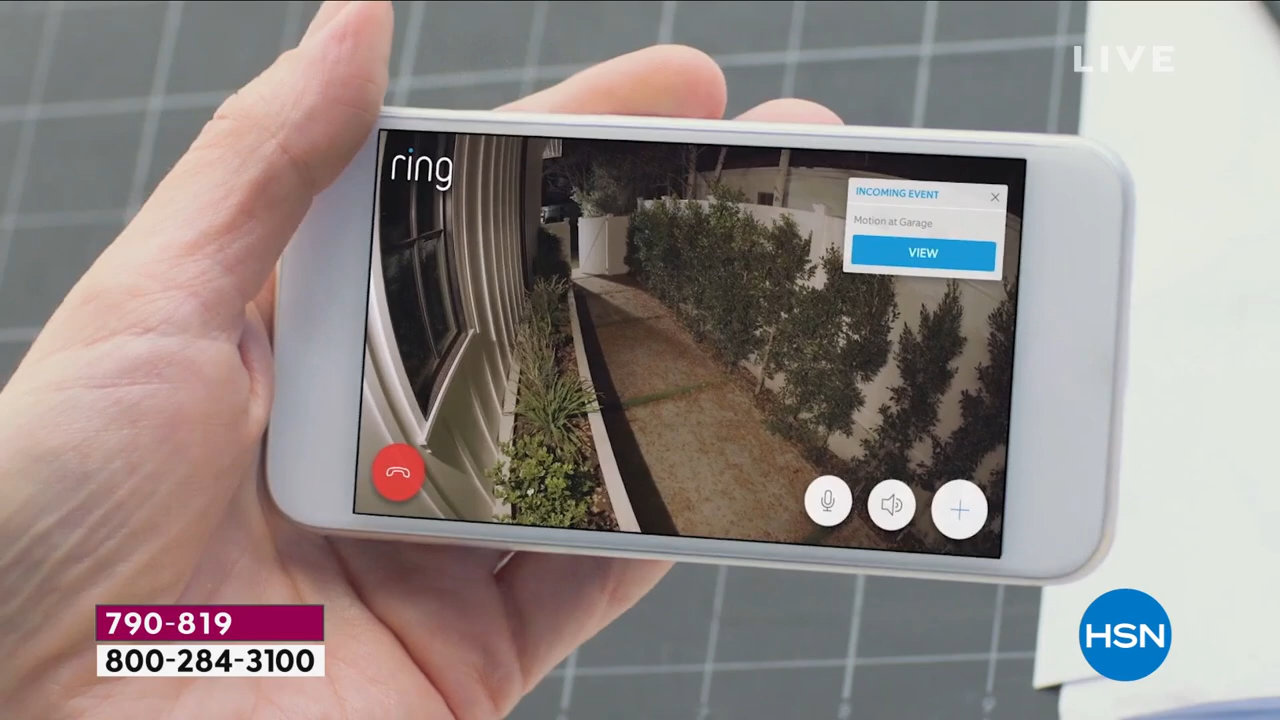 LIVE
ring
INCOMING EVENT
Motion at Garage
VIEW
790-819
800-284-3100
HSN